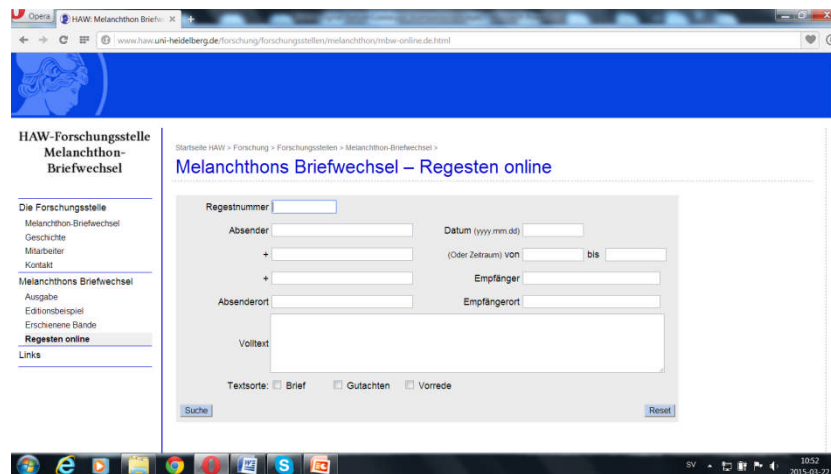 Opera
HAW: Melanchthon Briefw
www.haw.uni-heidelberg.de/forschung/forschungsstellen/melanchthon/mbw-online.de.html
HAW-Forschungsstelle
Melanchthon-
Briefwechsel
Die Forschungsstelle
Melanchthon-Briefwechsel
Geschichte
Mitarbeiter
Kontakt
Melanchthons Briefwechsel
Ausgabe
Editionsbeispiel
Erschienene Bände
Regesten online
Links
Startseite HAW > Forschung > Forschungsstellen > Melanchthon-Briefwechsel >
Melanchthons Briefwechsel – Regesten online
Regestnummer
Absender Datum (yyyy.mm.dd)
+ (Oder Zeitraum) von bis
+ Empfänger
Absenderort Empfängerort
Volltext
Textsorte: Brief Gutachten Vorrede
Suche Reset
SV 10:52
2015-03-22